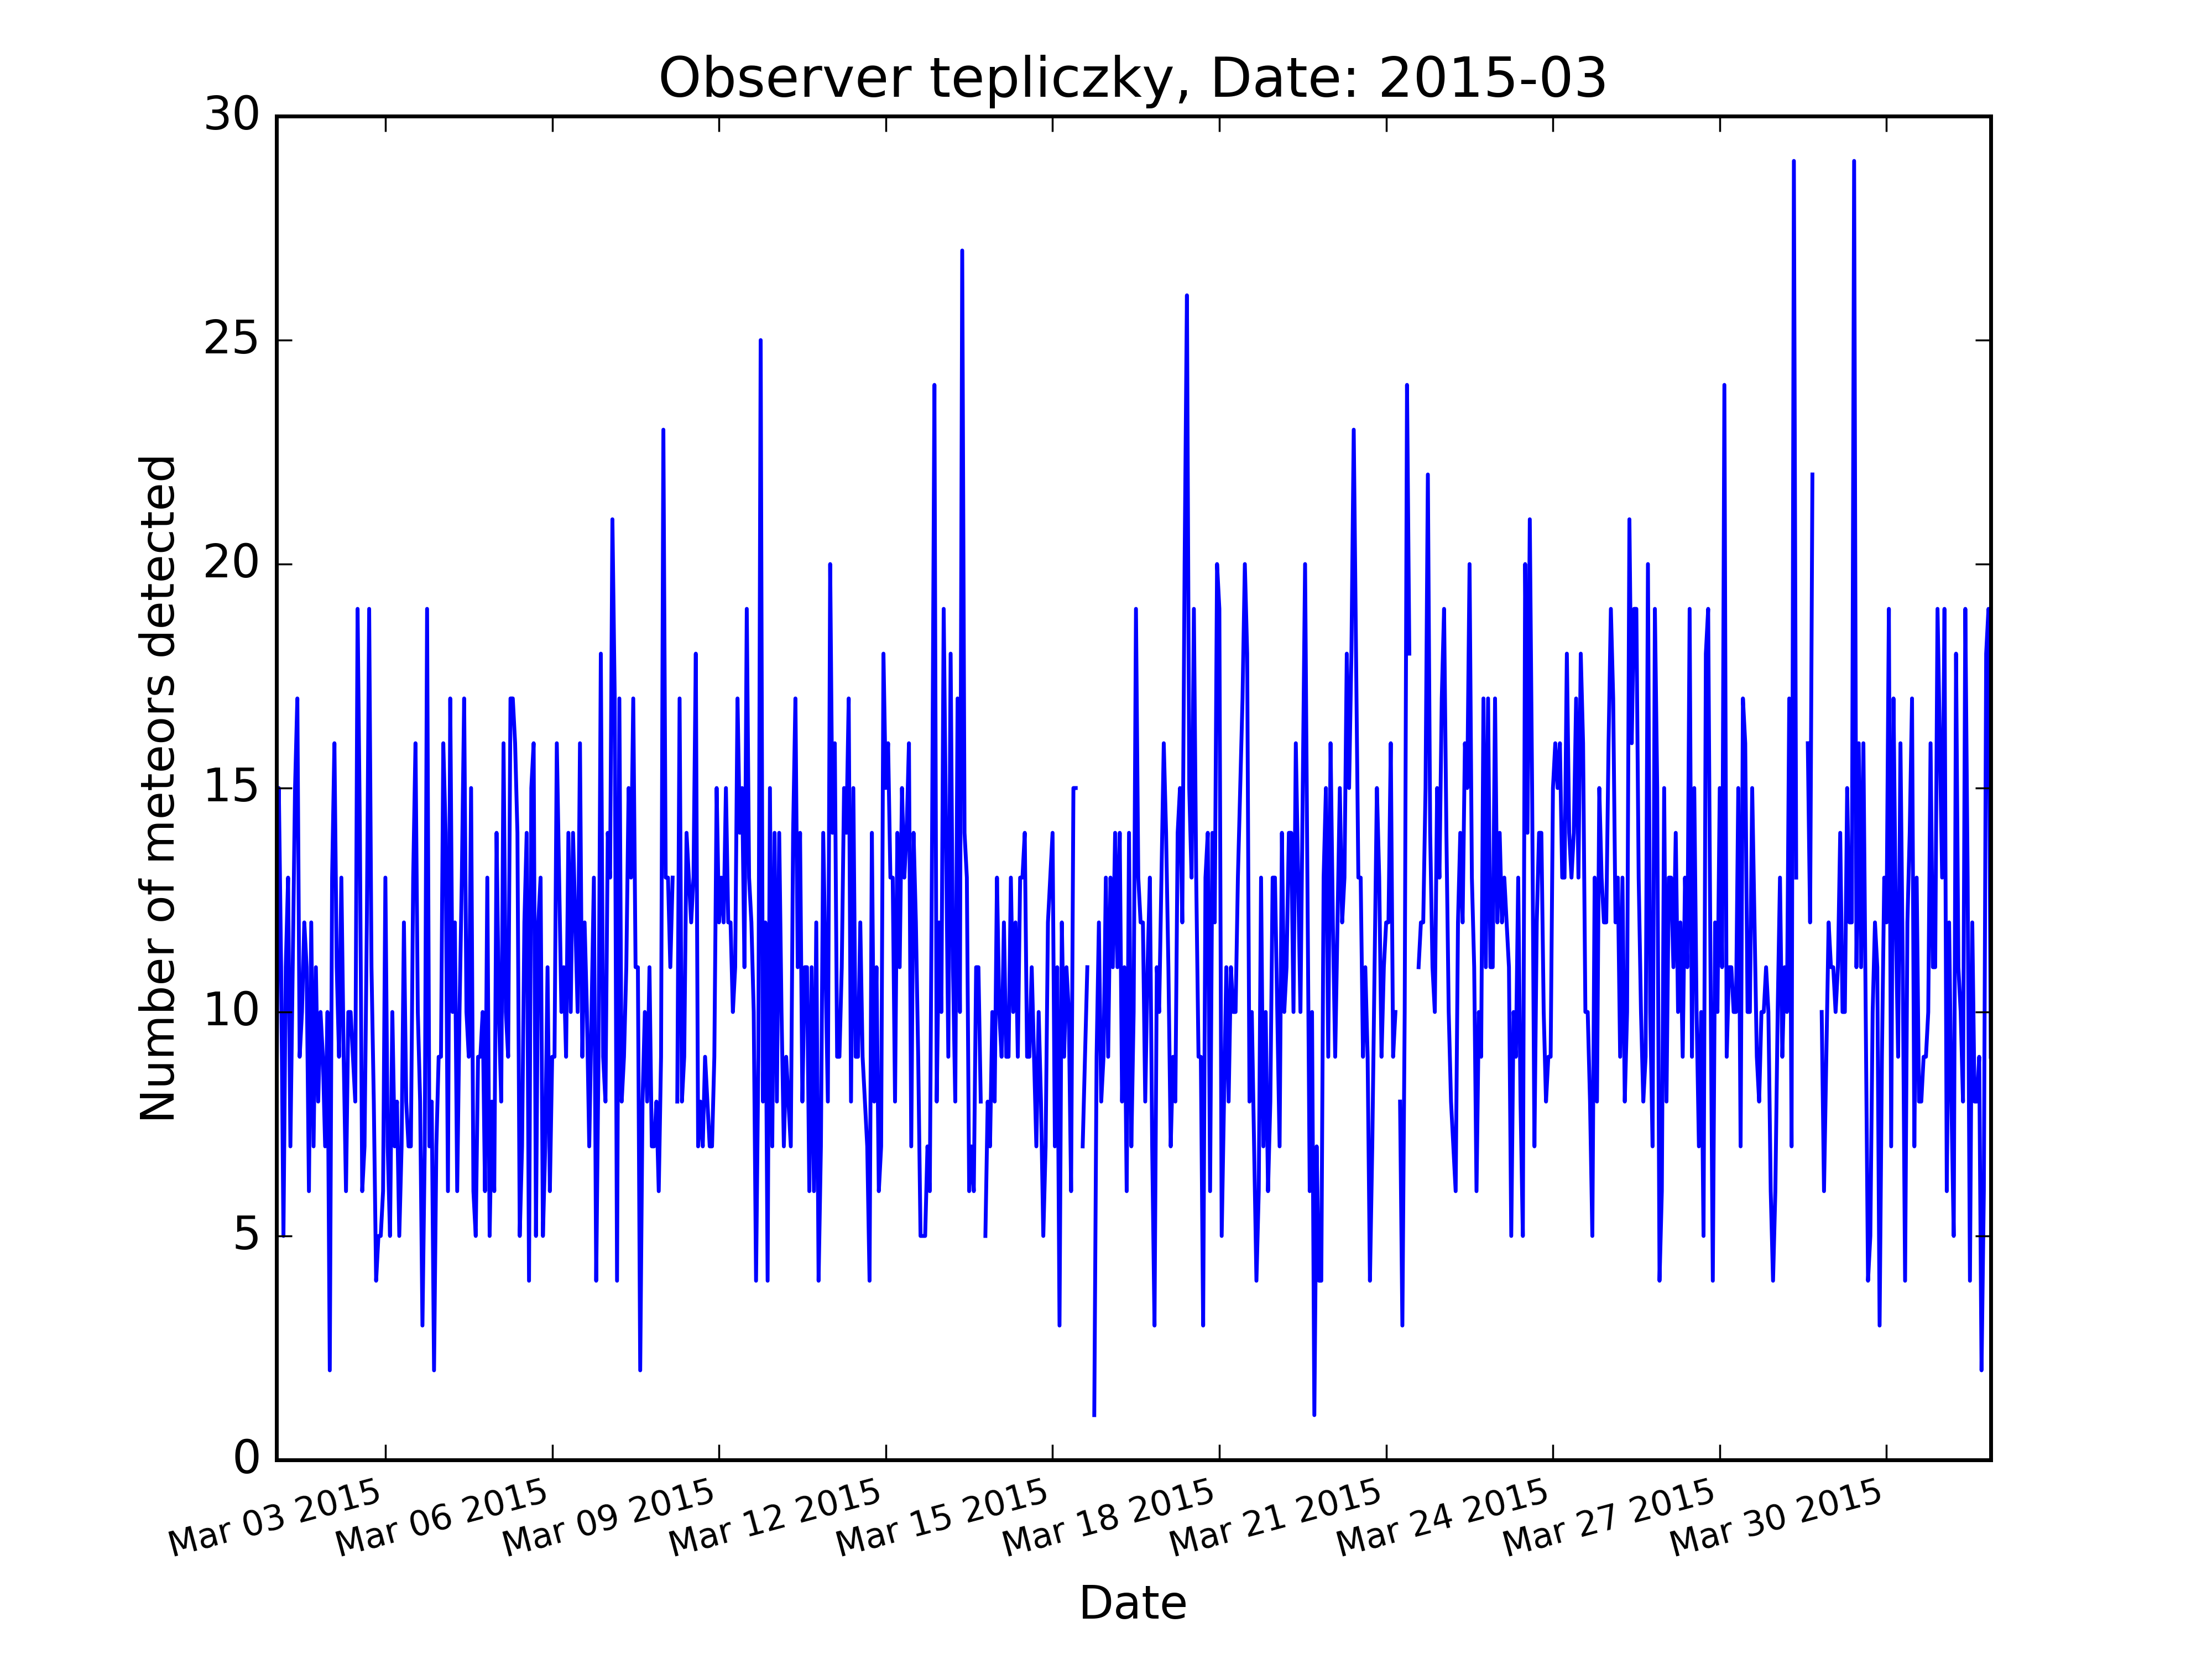 Observer tepliczky, Date: 2015-03
30
25
20
15
10
5
0
Number of meteors detected
Mar 03 2015
Mar 06 2015
Mar 09 2015
Mar 12 2015
Mar 15 2015
Mar 18 2015
Mar 21 2015
Mar 24 2015
Mar 27 2015
Mar 30 2015
Date